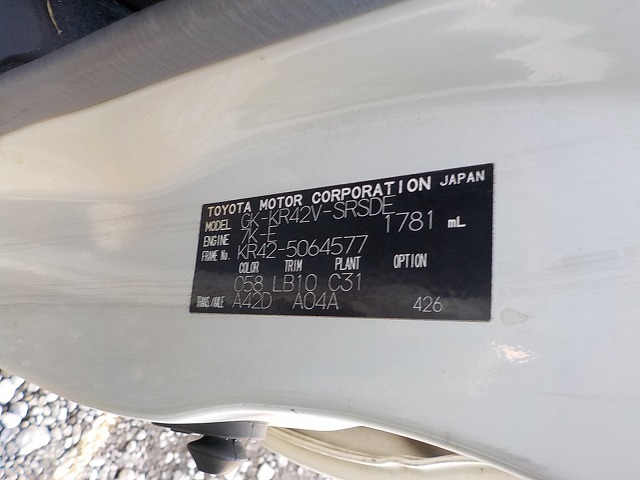 TOYOTA MOTOR CORPORATION JAPAN
MODEL GK-KR42V-SRSDF
ENGINE 7K-E 1781 mL
FRAME No. KR42-5064577
COLOR TRIM PLANT OPTION
058 LB10 C31
TRANS./AXLE A42D A04A 426